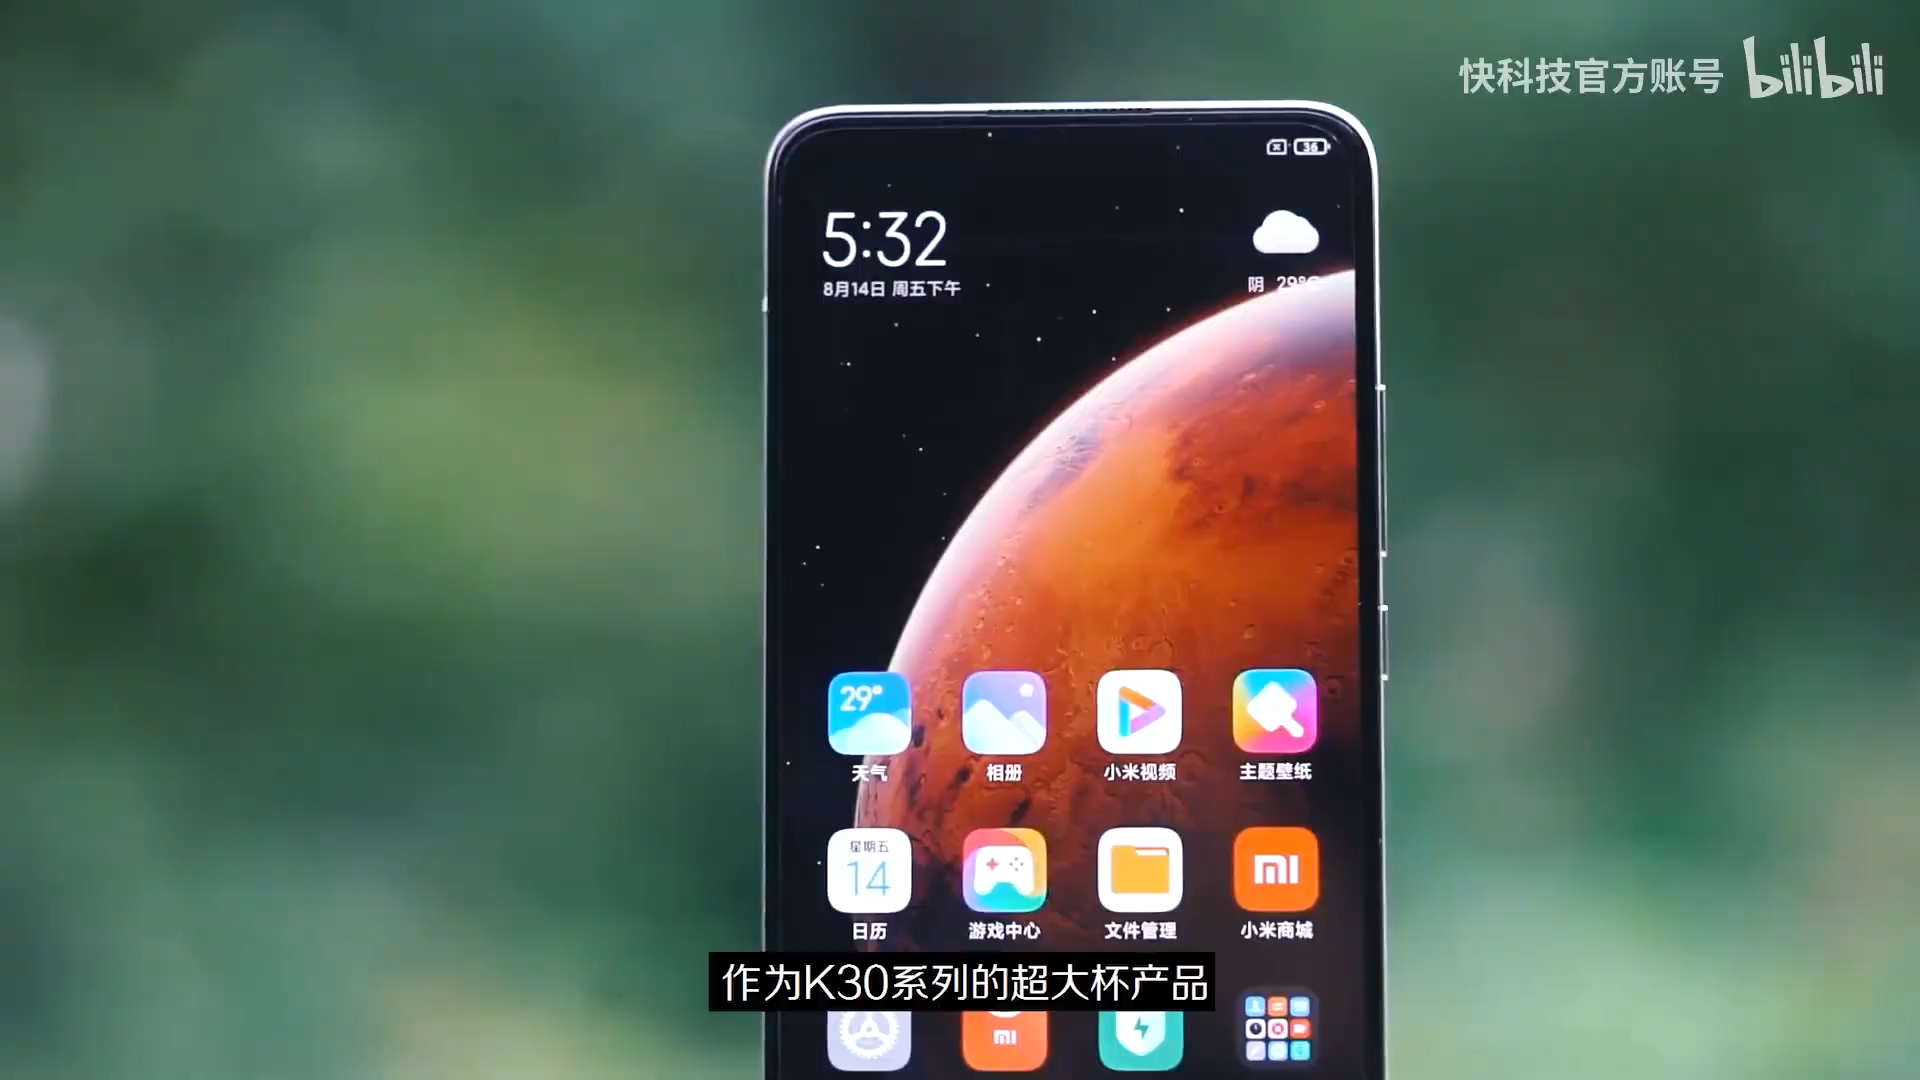 快科技官方账号 bilibili
36
5:32
8月14日 周五下午
阴 29°C
29°
天气 相册 小米视频 主题壁纸
星期五
14
mi
日历 游戏中心 文件管理 小米商城
作为K30系列的超大杯产品
mi